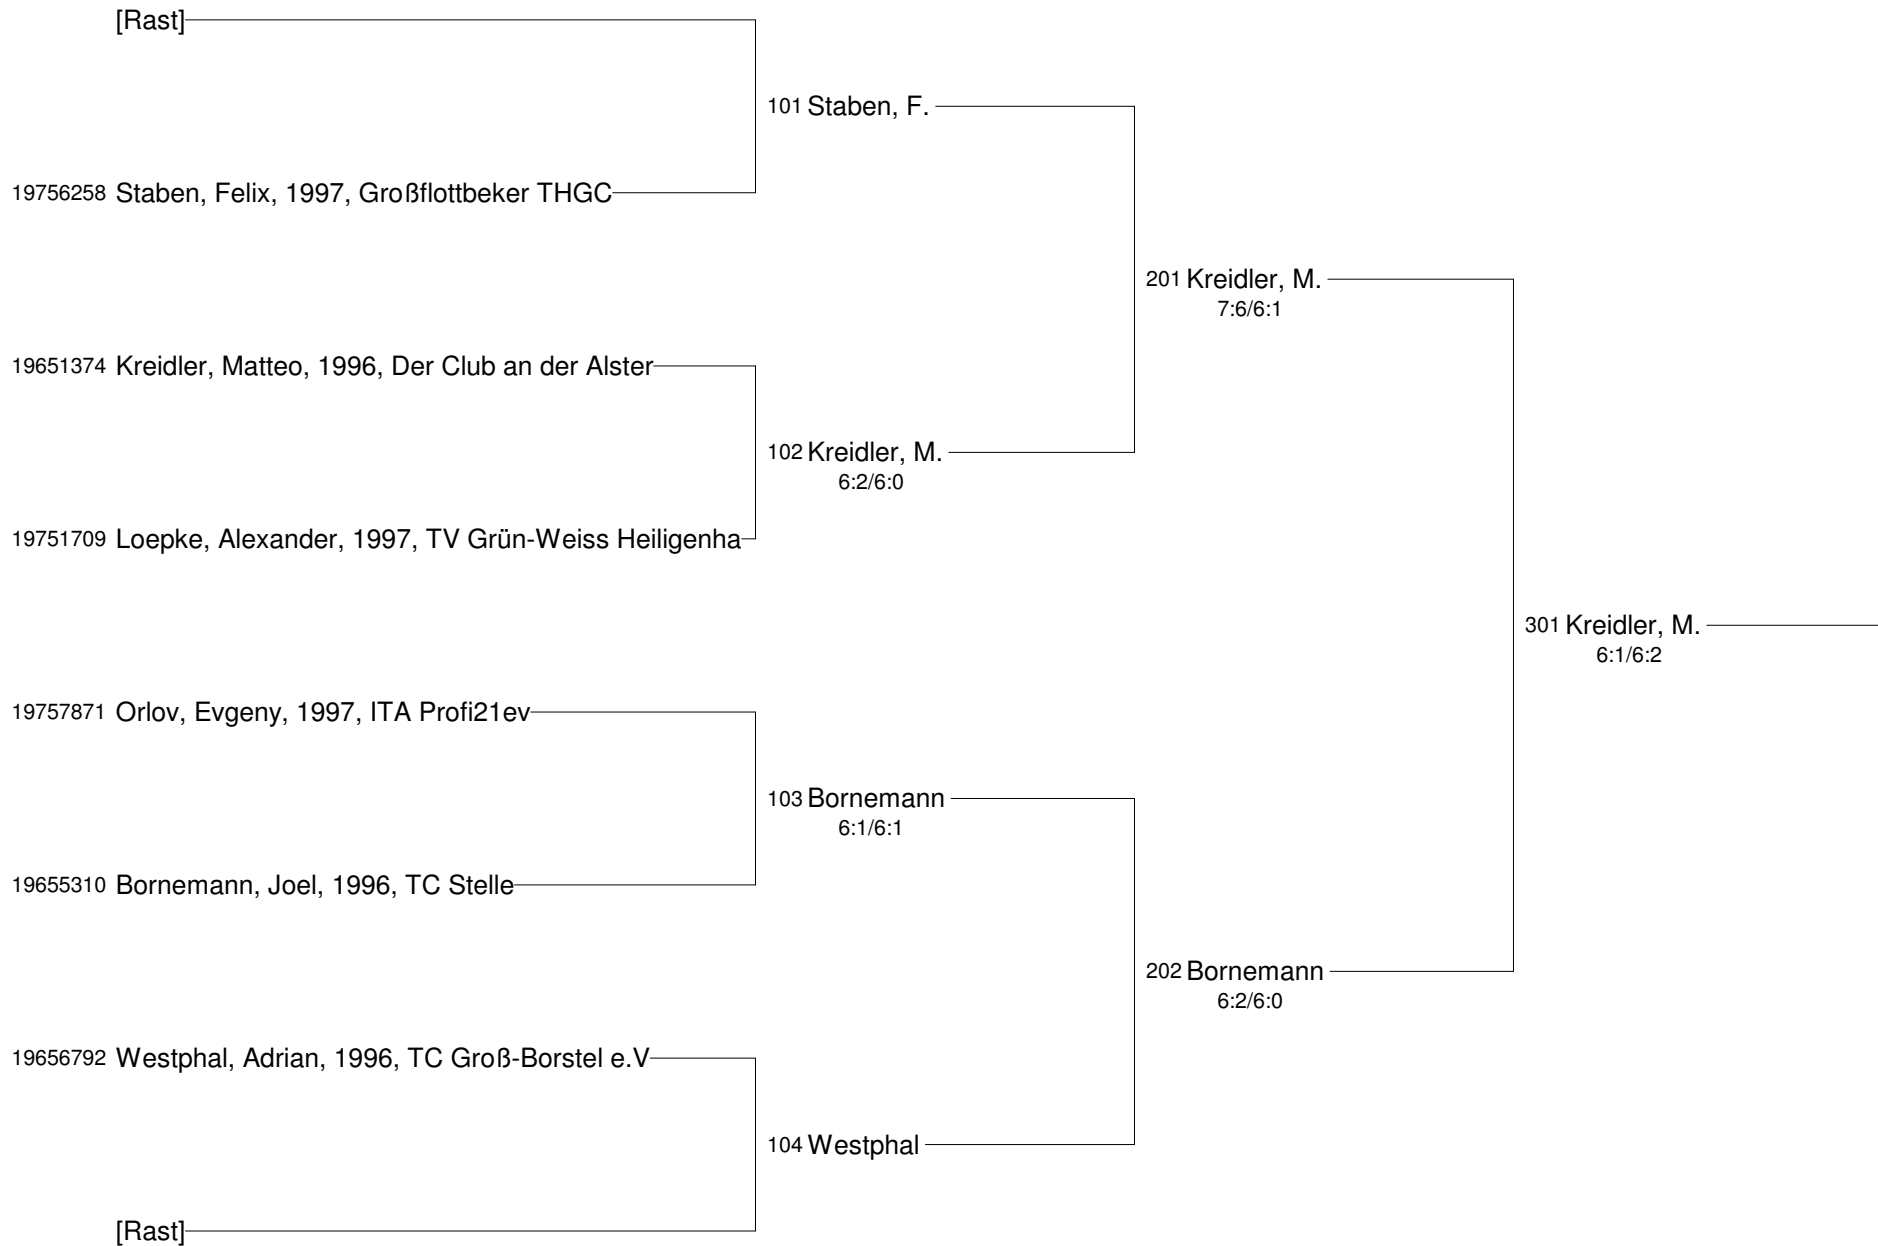 [Rast]
101 Staben, F.
19756258 Staben, Felix, 1997, Großflottbeker THGC
201 Kreidler, M.
7:6/6:1
19651374 Kreidler, Matteo, 1996, Der Club an der Alster
102 Kreidler, M.
6:2/6:0
19751709 Loepke, Alexander, 1997, TV Grün-Weiss Heiligenha
301 Kreidler, M.
6:1/6:2
19757871 Orlov, Evgeny, 1997, ITA Profi21ev
103 Bornemann
6:1/6:1
19655310 Bornemann, Joel, 1996, TC Stelle
202 Bornemann
6:2/6:0
19656792 Westphal, Adrian, 1996, TC Groß-Borstel e.V
104 Westphal
[Rast]